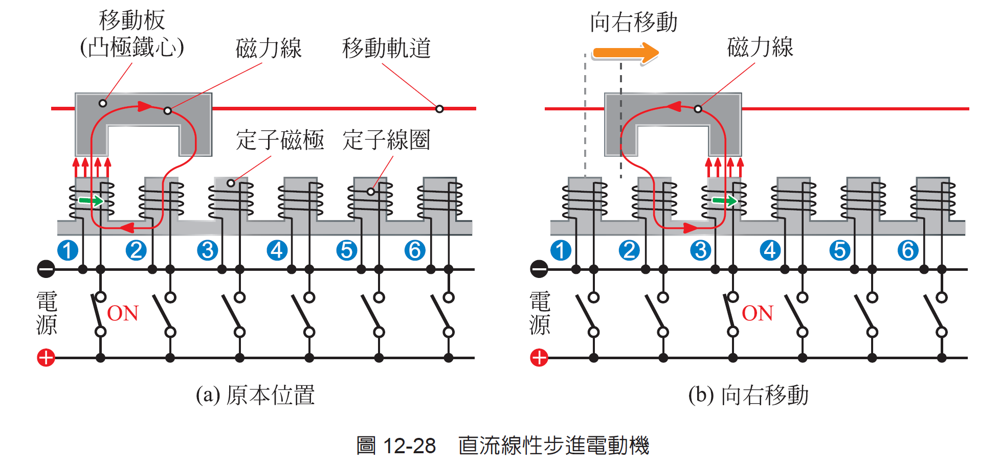 移動板
(凸極鐵心)
磁力線
移動軌道
定子磁極
定子線圈
1 2 3 4 5 6
−
電源
ON
+
(a) 原本位置
向右移動
磁力線
1 2 3 4 5 6
−
電源
ON
+
(b) 向右移動
圖 12-28 直流線性步進電動機